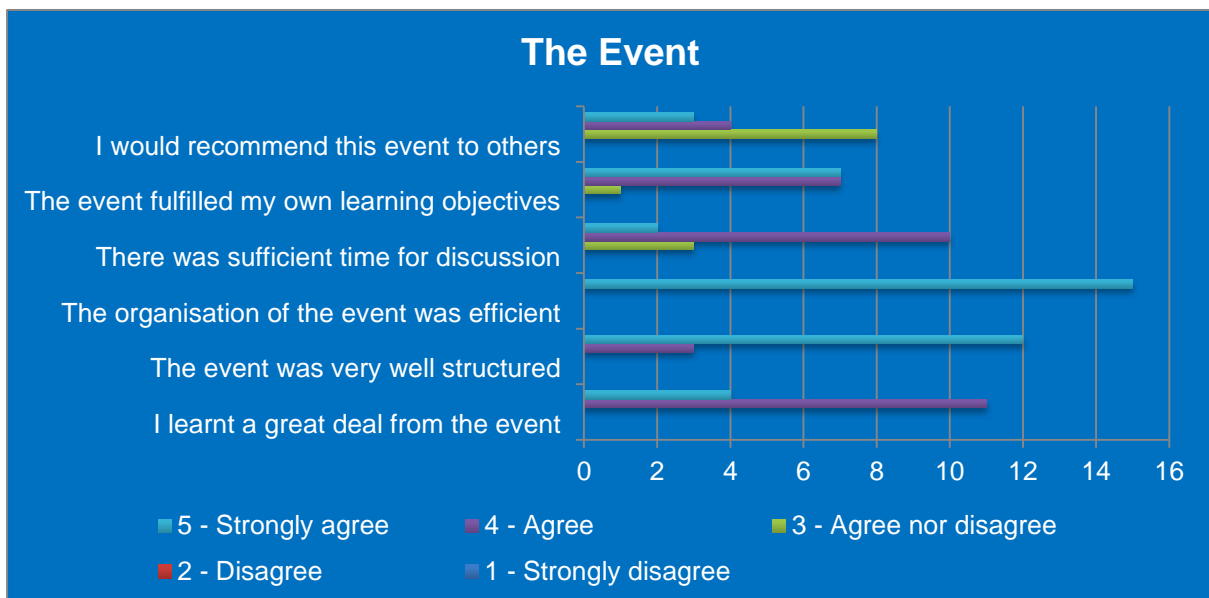 The Event
I would recommend this event to others
The event fulfilled my own learning objectives
There was sufficient time for discussion
The organisation of the event was efficient
The event was very well structured
I learnt a great deal from the event
0 2 4 6 8 10 12 14 16
5 - Strongly agree 4 - Agree 3 - Agree nor disagree
2 - Disagree 1 - Strongly disagree